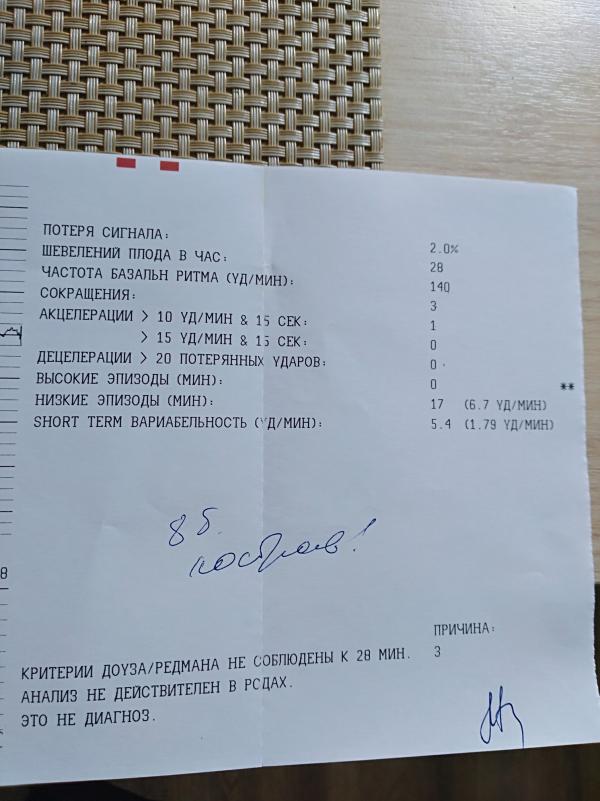 ПОТЕРЯ СИГНАЛА: 2.0%
ШЕВЕЛЕНИЙ ПЛОДА В ЧАС: 28
ЧАСТОТА БАЗАЛЬН РИТМА (УД/МИН): 140
СОКРАЩЕНИЯ: 3
АКЦЕЛЕРАЦИИ > 10 УД/МИН & 15 СЕК: 1
> 15 УД/МИН & 15 СЕК: 0
ДЕЦЕЛЕРАЦИИ > 20 ПОТЕРЯННЫХ УДАРОВ: 0
ВЫСОКИЕ ЭПИЗОДЫ (МИН): 0 **
НИЗКИЕ ЭПИЗОДЫ (МИН): 17 (6.7 УД/МИН)
SHORT TERM ВАРИАБЕЛЬНОСТЬ (УД/МИН): 5.4 (1.79 УД/МИН)
8 б.
8
ПРИЧИНА:
КРИТЕРИИ ДОУЗА/РЕДМАНА НЕ СОБЛЮДЕНЫ К 28 МИН. 3
АНАЛИЗ НЕ ДЕЙСТВИТЕЛЕН В РОДАХ.
ЭТО НЕ ДИАГНОЗ.